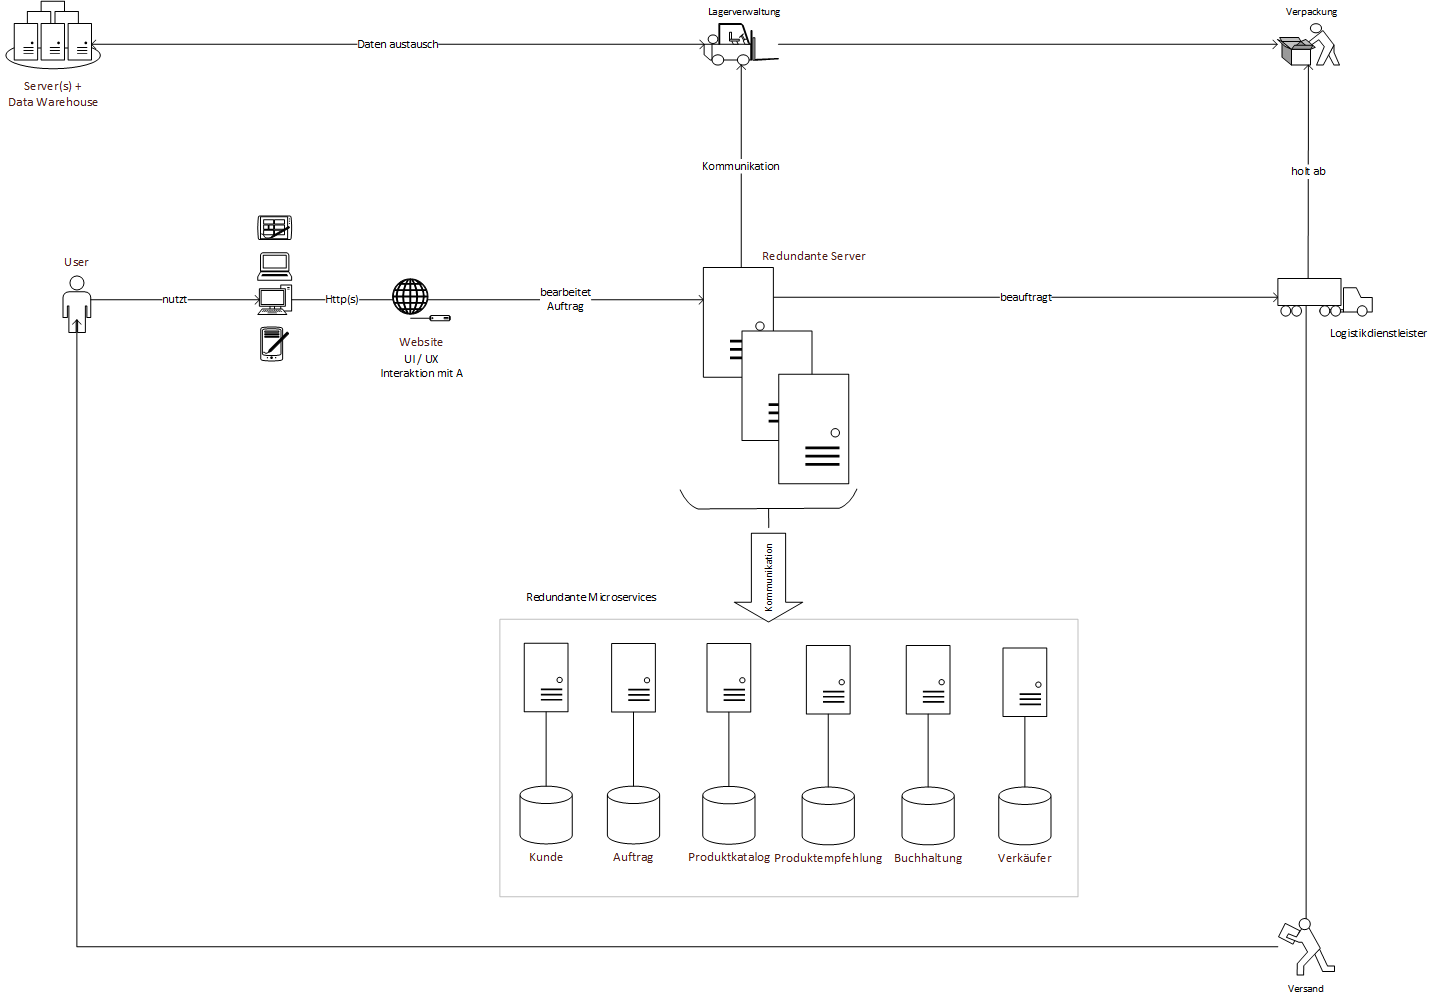 Lagerverwaltung
Verpackung
Daten austausch
Server(s) +
Data Warehouse
Kommunikation
holt ab
User
Redundante Server
nutzt
Http(s)
bearbeitet
Auftrag
beauftragt
Logistikdienstleister
Website
UI / UX
Interaktion mit A
Kommunikation
Redundante Microservices
Kunde
Auftrag
Produktkatalog
Produktempfehlung
Buchhaltung
Verkäufer
Versand